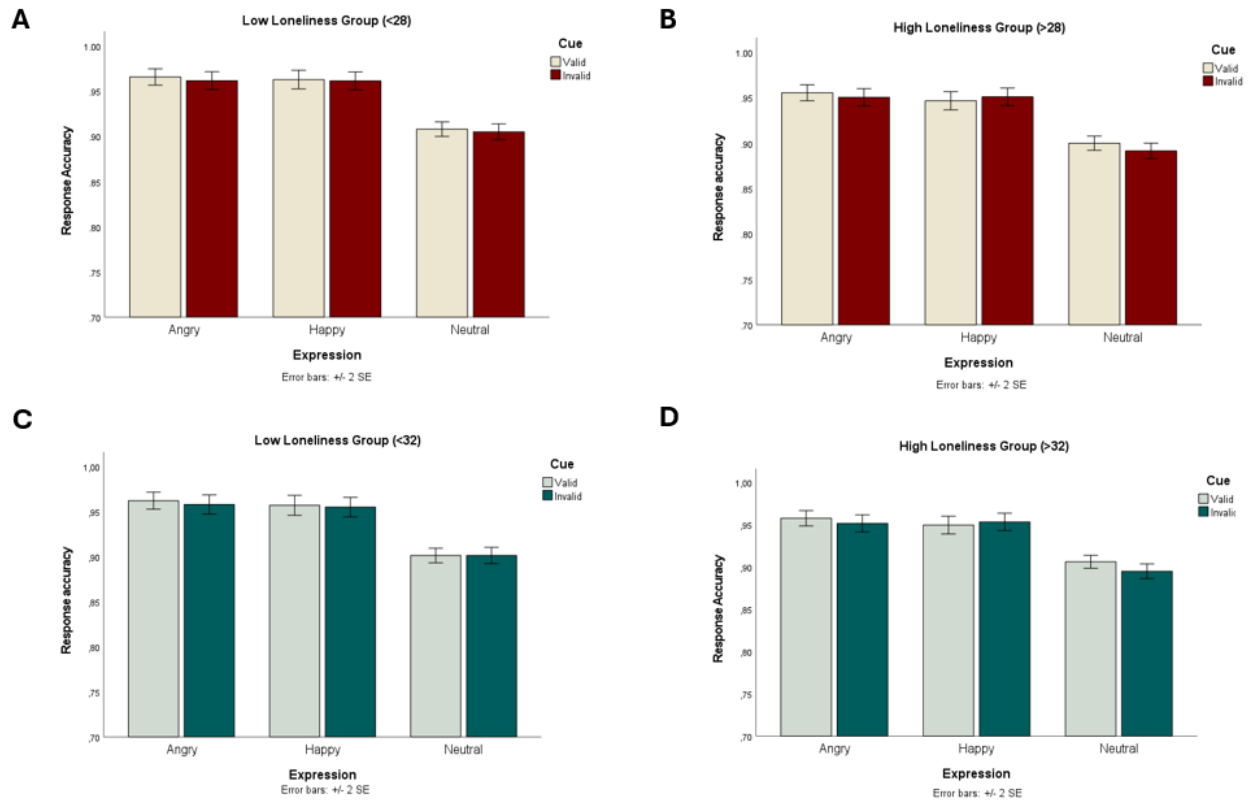 A
Low Loneliness Group (<28)
Cue
Valid
Invalid
1.00
.95
.90
.85
.80
.75
.70
Response Accuracy
Angry
Happy
Neutral
Expression
Error bars: +/- 2 SE
B
High Loneliness Group (>28)
Cue
Valid
Invalid
1.00
.95
.90
.85
.80
.75
.70
Response accuracy
Angry
Happy
Neutral
Expression
Error bars: +/- 2 SE
C
Low Loneliness Group (<32)
Cue
Valid
Invalid
1,00
,95
,90
,85
,80
,75
,70
Response accuracy
Angry
Happy
Neutral
Expression
Error bars: +/- 2 SE
D
High Loneliness Group (>32)
Cue
Valid
Invalid
1,00
,95
,90
,85
,80
,75
,70
Response Accuracy
Angry
Happy
Neutral
Expression
Error bars: +/- 2 SE